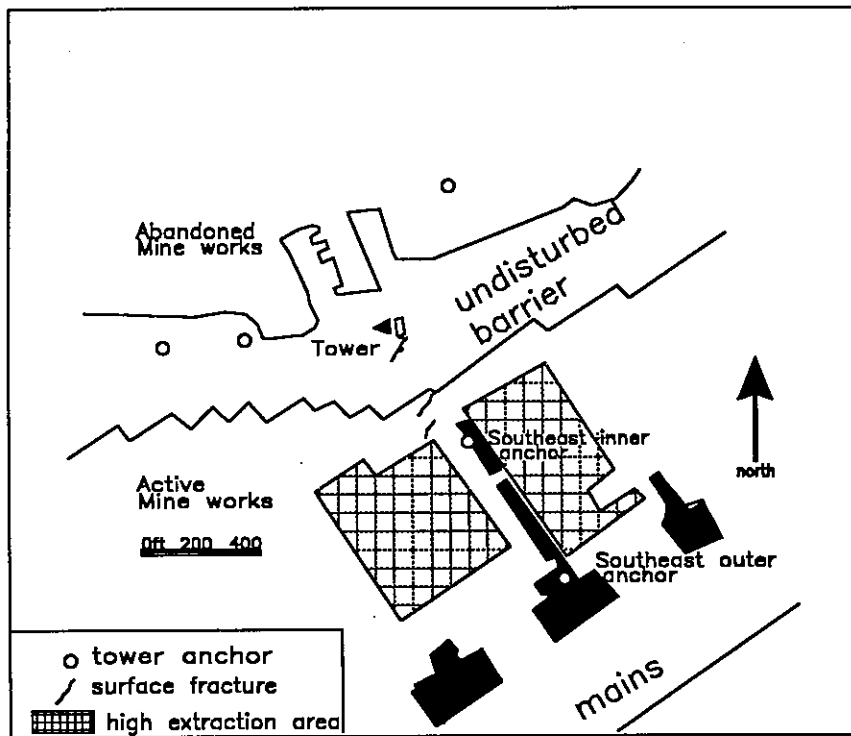 Abandoned
Mine works
undisturbed
barrier
Tower
Southeast inner
anchor
north
Active
Mine works
0ft 200 400
Southeast outer
anchor
mains
tower anchor
surface fracture
high extraction area